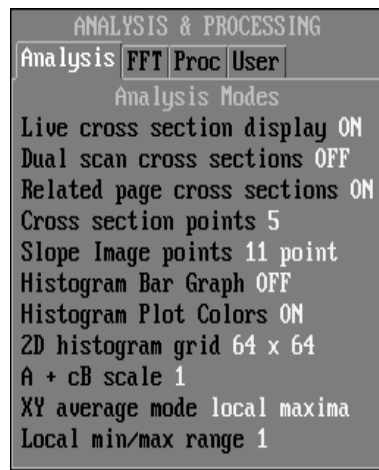 ANALYSIS & PROCESSING
Analysis FFT Proc User
Analysis Modes
Live cross section display ON
Dual scan cross sections OFF
Related page cross sections ON
Cross section points 5
Slope Image points 11 point
Histogram Bar Graph OFF
Histogram Plot Colors ON
2D histogram grid 64 x 64
A + cB scale 1
XY average mode local maxima
Local min/max range 1